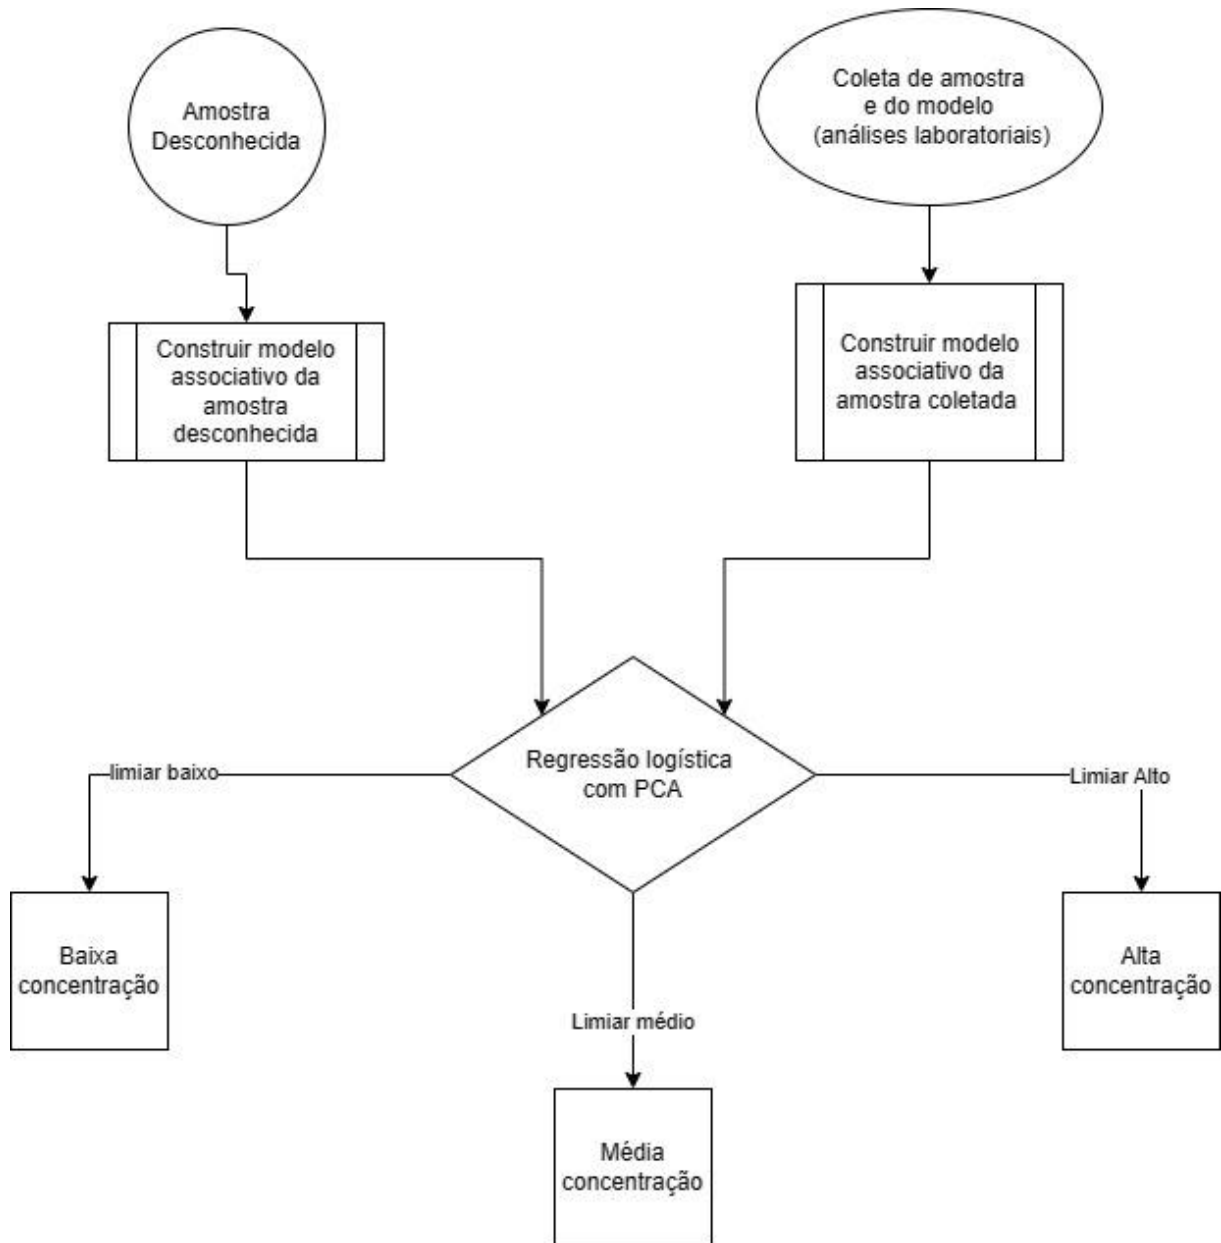 Amostra
Desconhecida
Coleta de amostra
e do modelo
(análises laboratoriais)
Construir modelo
associativo da
amostra
desconhecida
Construir modelo
associativo da
amostra coletada
Regressão logística
com PCA
limiar baixo
Limiar Alto
Baixa
concentração
Alta
concentração
Limiar médio
Média
concentração